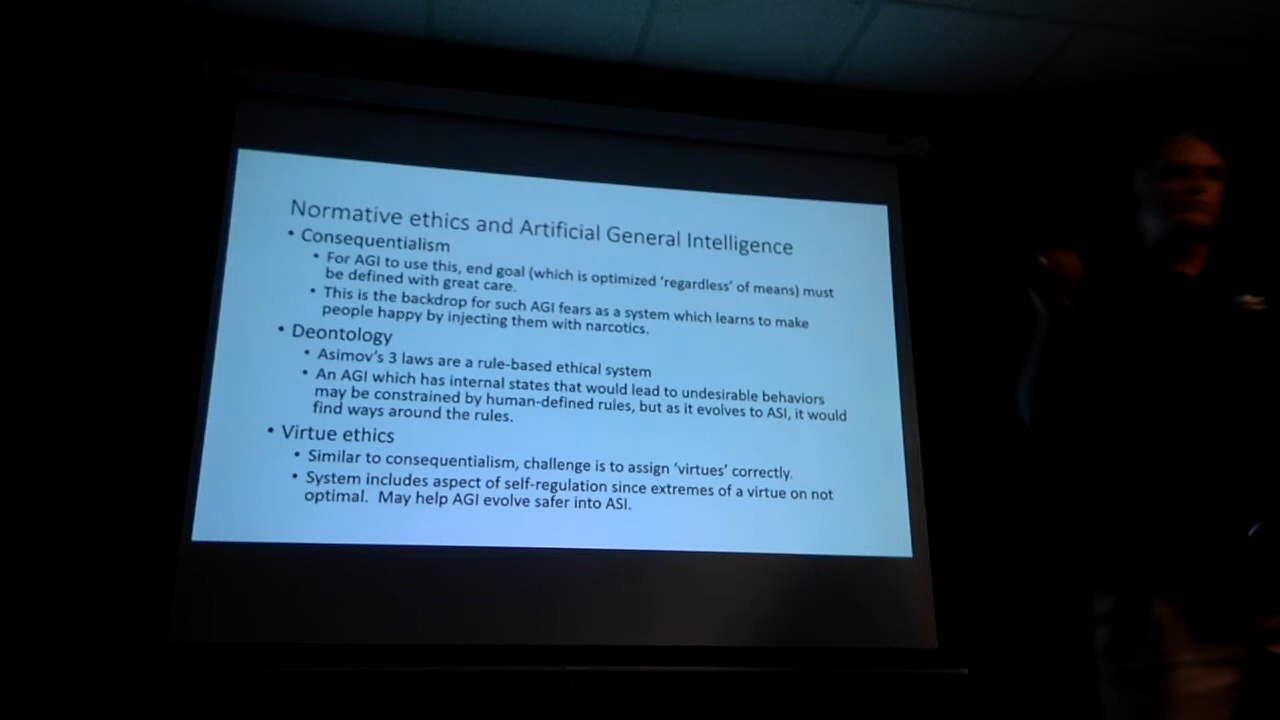 Normative ethics and Artificial General Intelligence
• Consequentialism
• For AGI to use this, end goal (which is optimized ‘regardless’ of means) must
be defined with great care.
• This is the backdrop for such AGI fears as a system which learns to make
people happy by injecting them with narcotics.
• Deontology
• Asimov’s 3 laws are a rule-based ethical system
• An AGI which has internal states that would lead to undesirable behaviors
may be constrained by human-defined rules, but as it evolves to ASI, it would
find ways around the rules.
• Virtue ethics
• Similar to consequentialism, challenge is to assign ‘virtues’ correctly.
• System includes aspect of self-regulation since extremes of a virtue on not
optimal. May help AGI evolve safer into ASI.